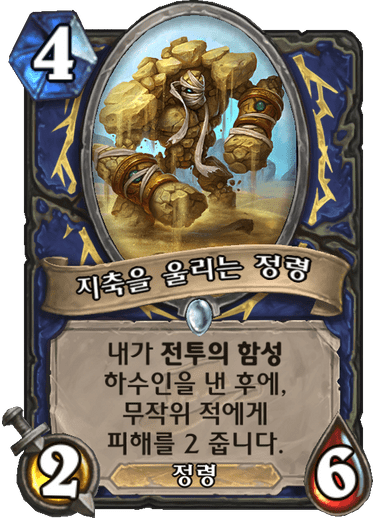 4
지축을 울리는 정령
내가 전투의 함성
하수인을 낸 후에,
무작위 적에게
피해를 2 줍니다.
정령
2
6